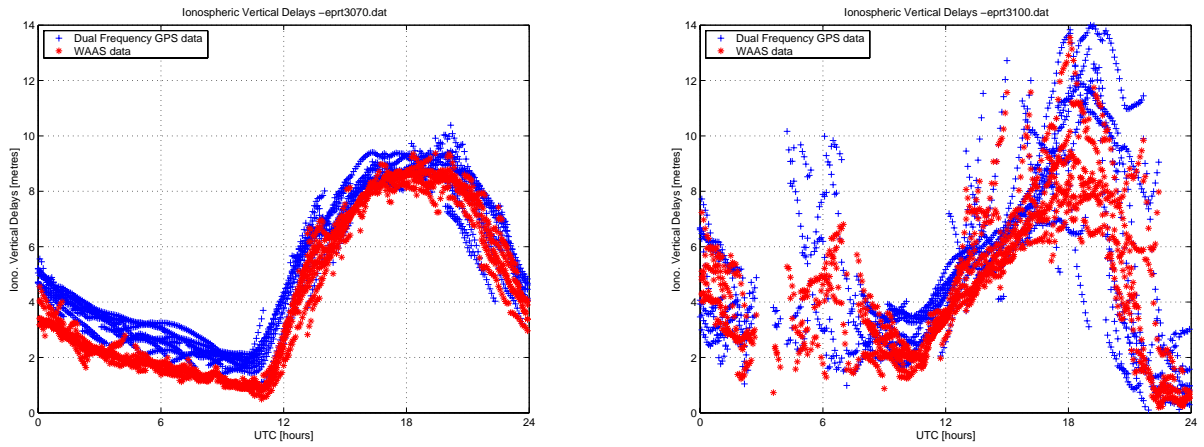 Ionospheric Vertical Delays −eprt3070.dat
Dual Frequency GPS data
WAAS data
Iono. Vertical Delays [metres]
14
12
10
8
6
4
2
0
0 6 12 18 24
UTC [hours]
Ionospheric Vertical Delays −eprt3100.dat
Dual Frequency GPS data
WAAS data
Iono. Vertical Delays [metres]
14
12
10
8
6
4
2
0
0 6 12 18 24
UTC [hours]